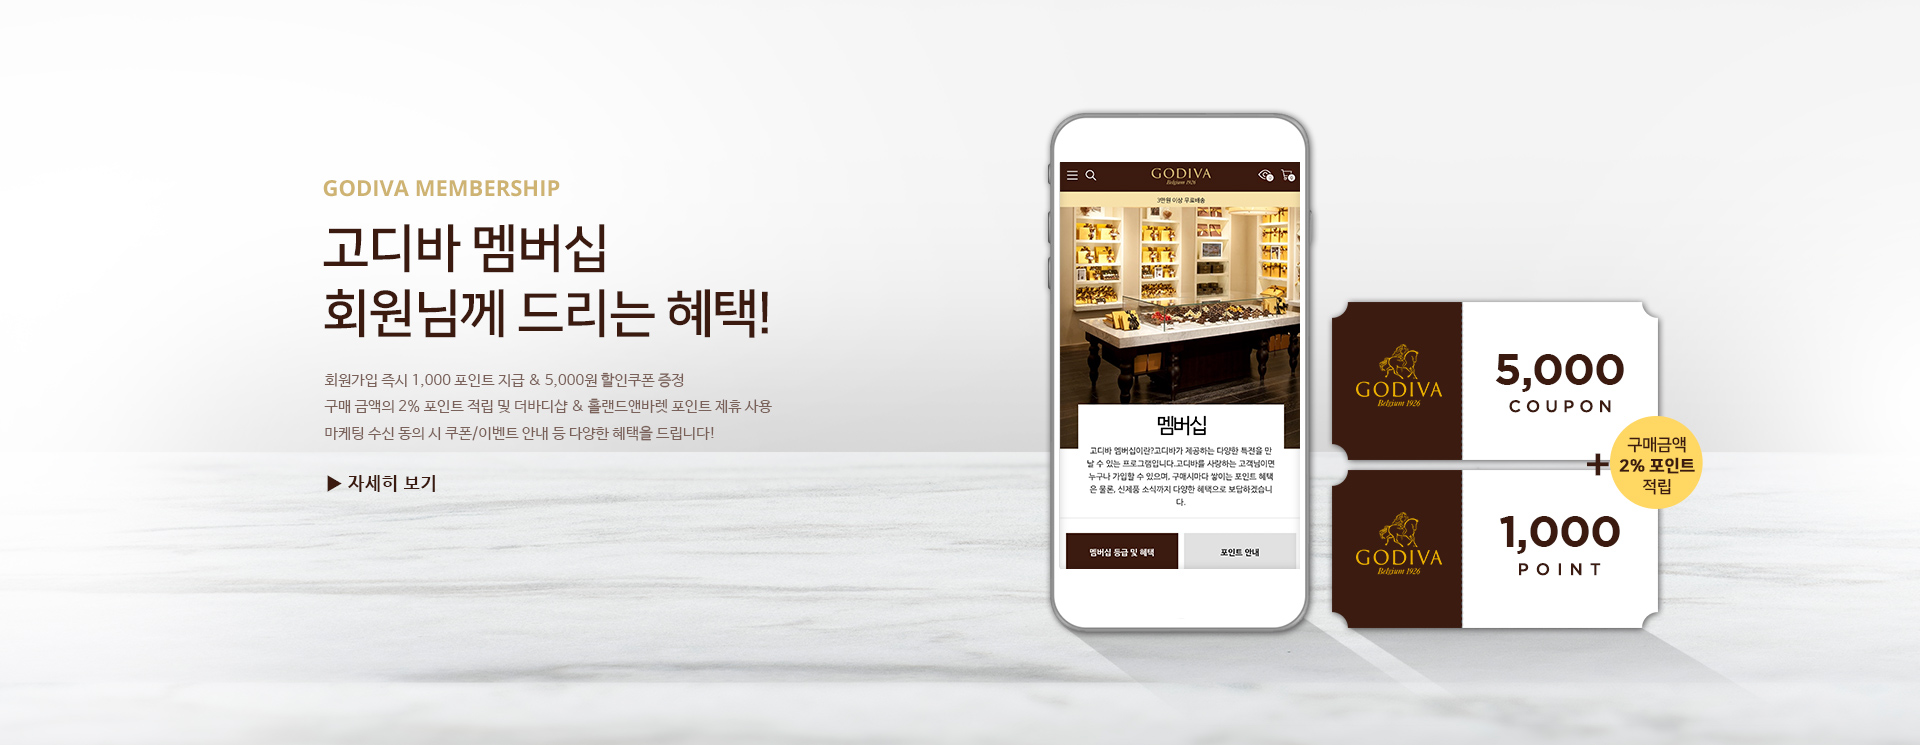 GODIVA MEMBERSHIP
고디바 멤버십
회원님께 드리는 혜택!
회원가입 즉시 1,000 포인트 지급 & 5,000원 할인쿠폰 증정
구매 금액의 2% 포인트 적립 및 더바디샵 & 홀랜드앤바렛 포인트 제휴 사용
마케팅 수신 동의 시 쿠폰/이벤트 안내 등 다양한 혜택을 드립니다!
▶ 자세히 보기
GODIVA
Belgium 1926
0
0
3만원 이상 무료배송
멤버십
고디바 멤버십이란?고디바가 제공하는 다양한 특전을 만
날 수 있는 프로그램입니다.고디바를 사랑하는 고객님이면
누구나 가입할 수 있으며, 구매시마다 쌓이는 포인트 혜택
은 물론, 신제품 소식까지 다양한 혜택으로 보답하겠습니
다.
멤버십 등급 및 혜택
포인트 안내
GODIVA
Belgium 1926
5,000
COUPON
+
구매금액
2% 포인트
적립
GODIVA
Belgium 1926
1,000
POINT